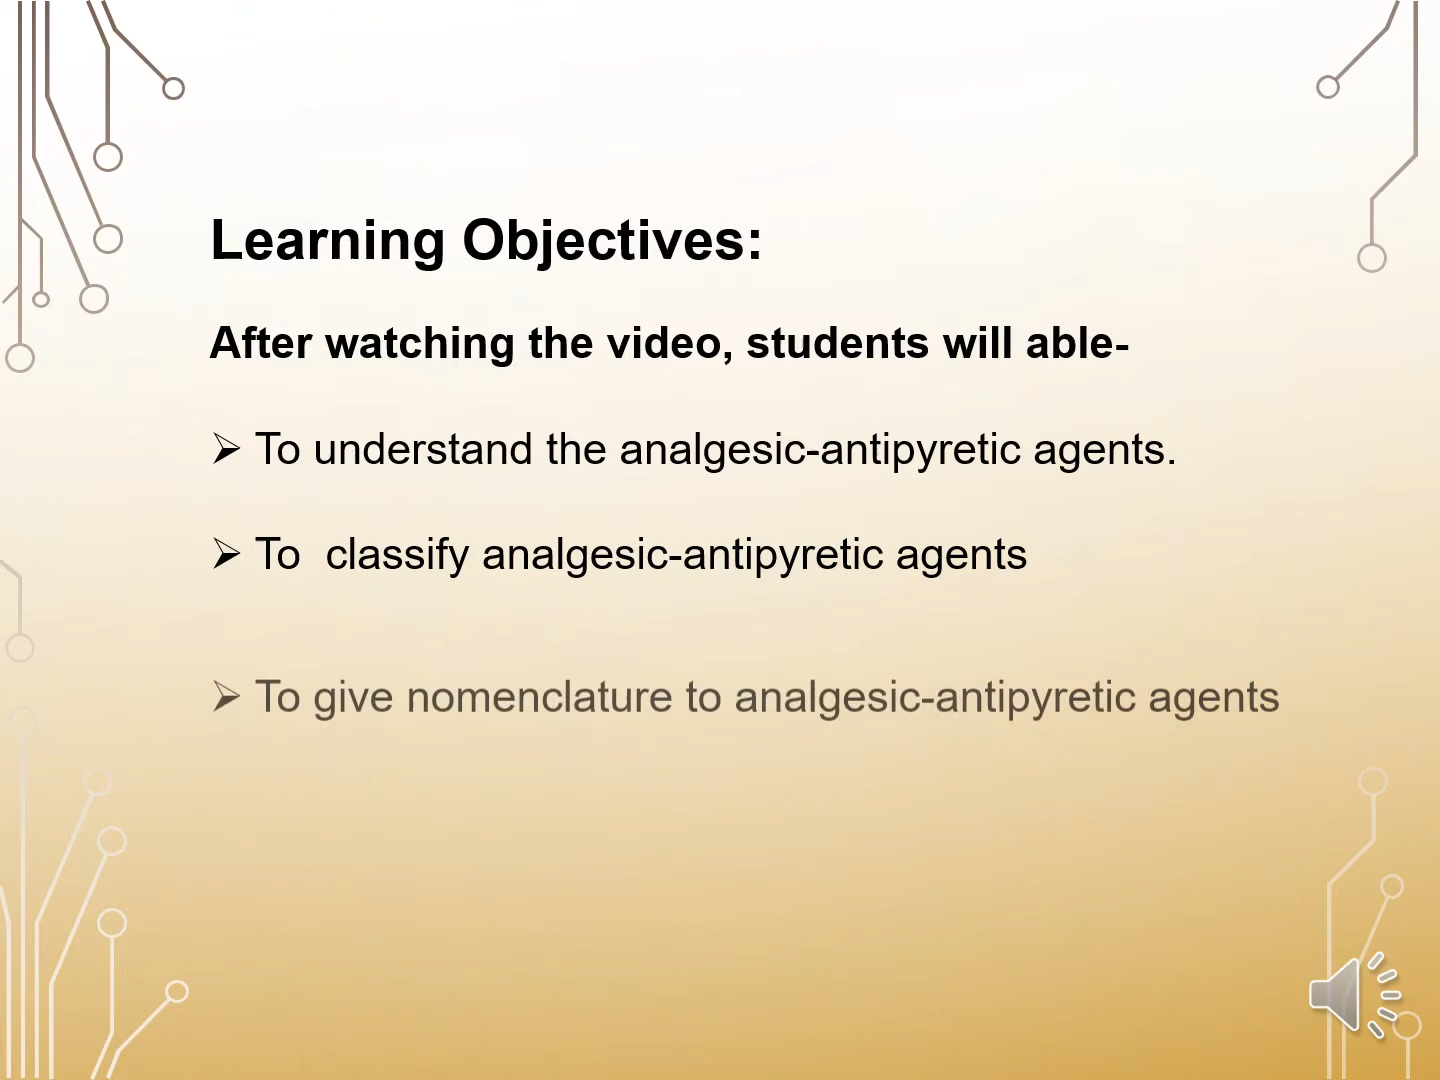 Learning Objectives:
After watching the video, students will able-
➢ To understand the analgesic-antipyretic agents.
➢ To  classify analgesic-antipyretic agents
➢ To give nomenclature to analgesic-antipyretic agents